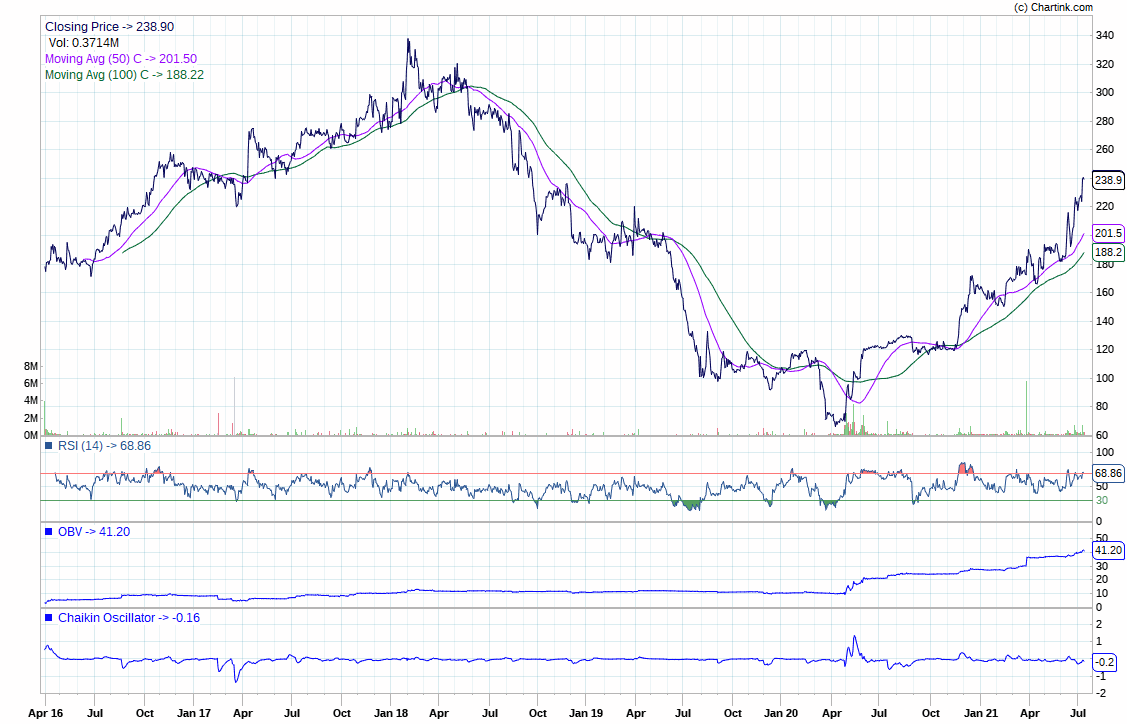 (c) Chartink.com
Closing Price -> 238.90
Vol: 0.3714M
Moving Avg (50) C -> 201.50
Moving Avg (100) C -> 188.22
340
320
300
280
260
238.9
220
201.5
188.2
180
160
140
120
100
80
60
8M
6M
4M
2M
0M
RSI (14) -> 68.86
100
68.86
50
30
0
OBV -> 41.20
50
41.20
30
20
10
0
Chaikin Oscillator -> -0.16
2
1
-0.2
-1
-2
Apr 16 Jul Oct Jan 17 Apr Jul Oct Jan 18 Apr Jul Oct Jan 19 Apr Jul Oct Jan 20 Apr Jul Oct Jan 21 Apr Jul